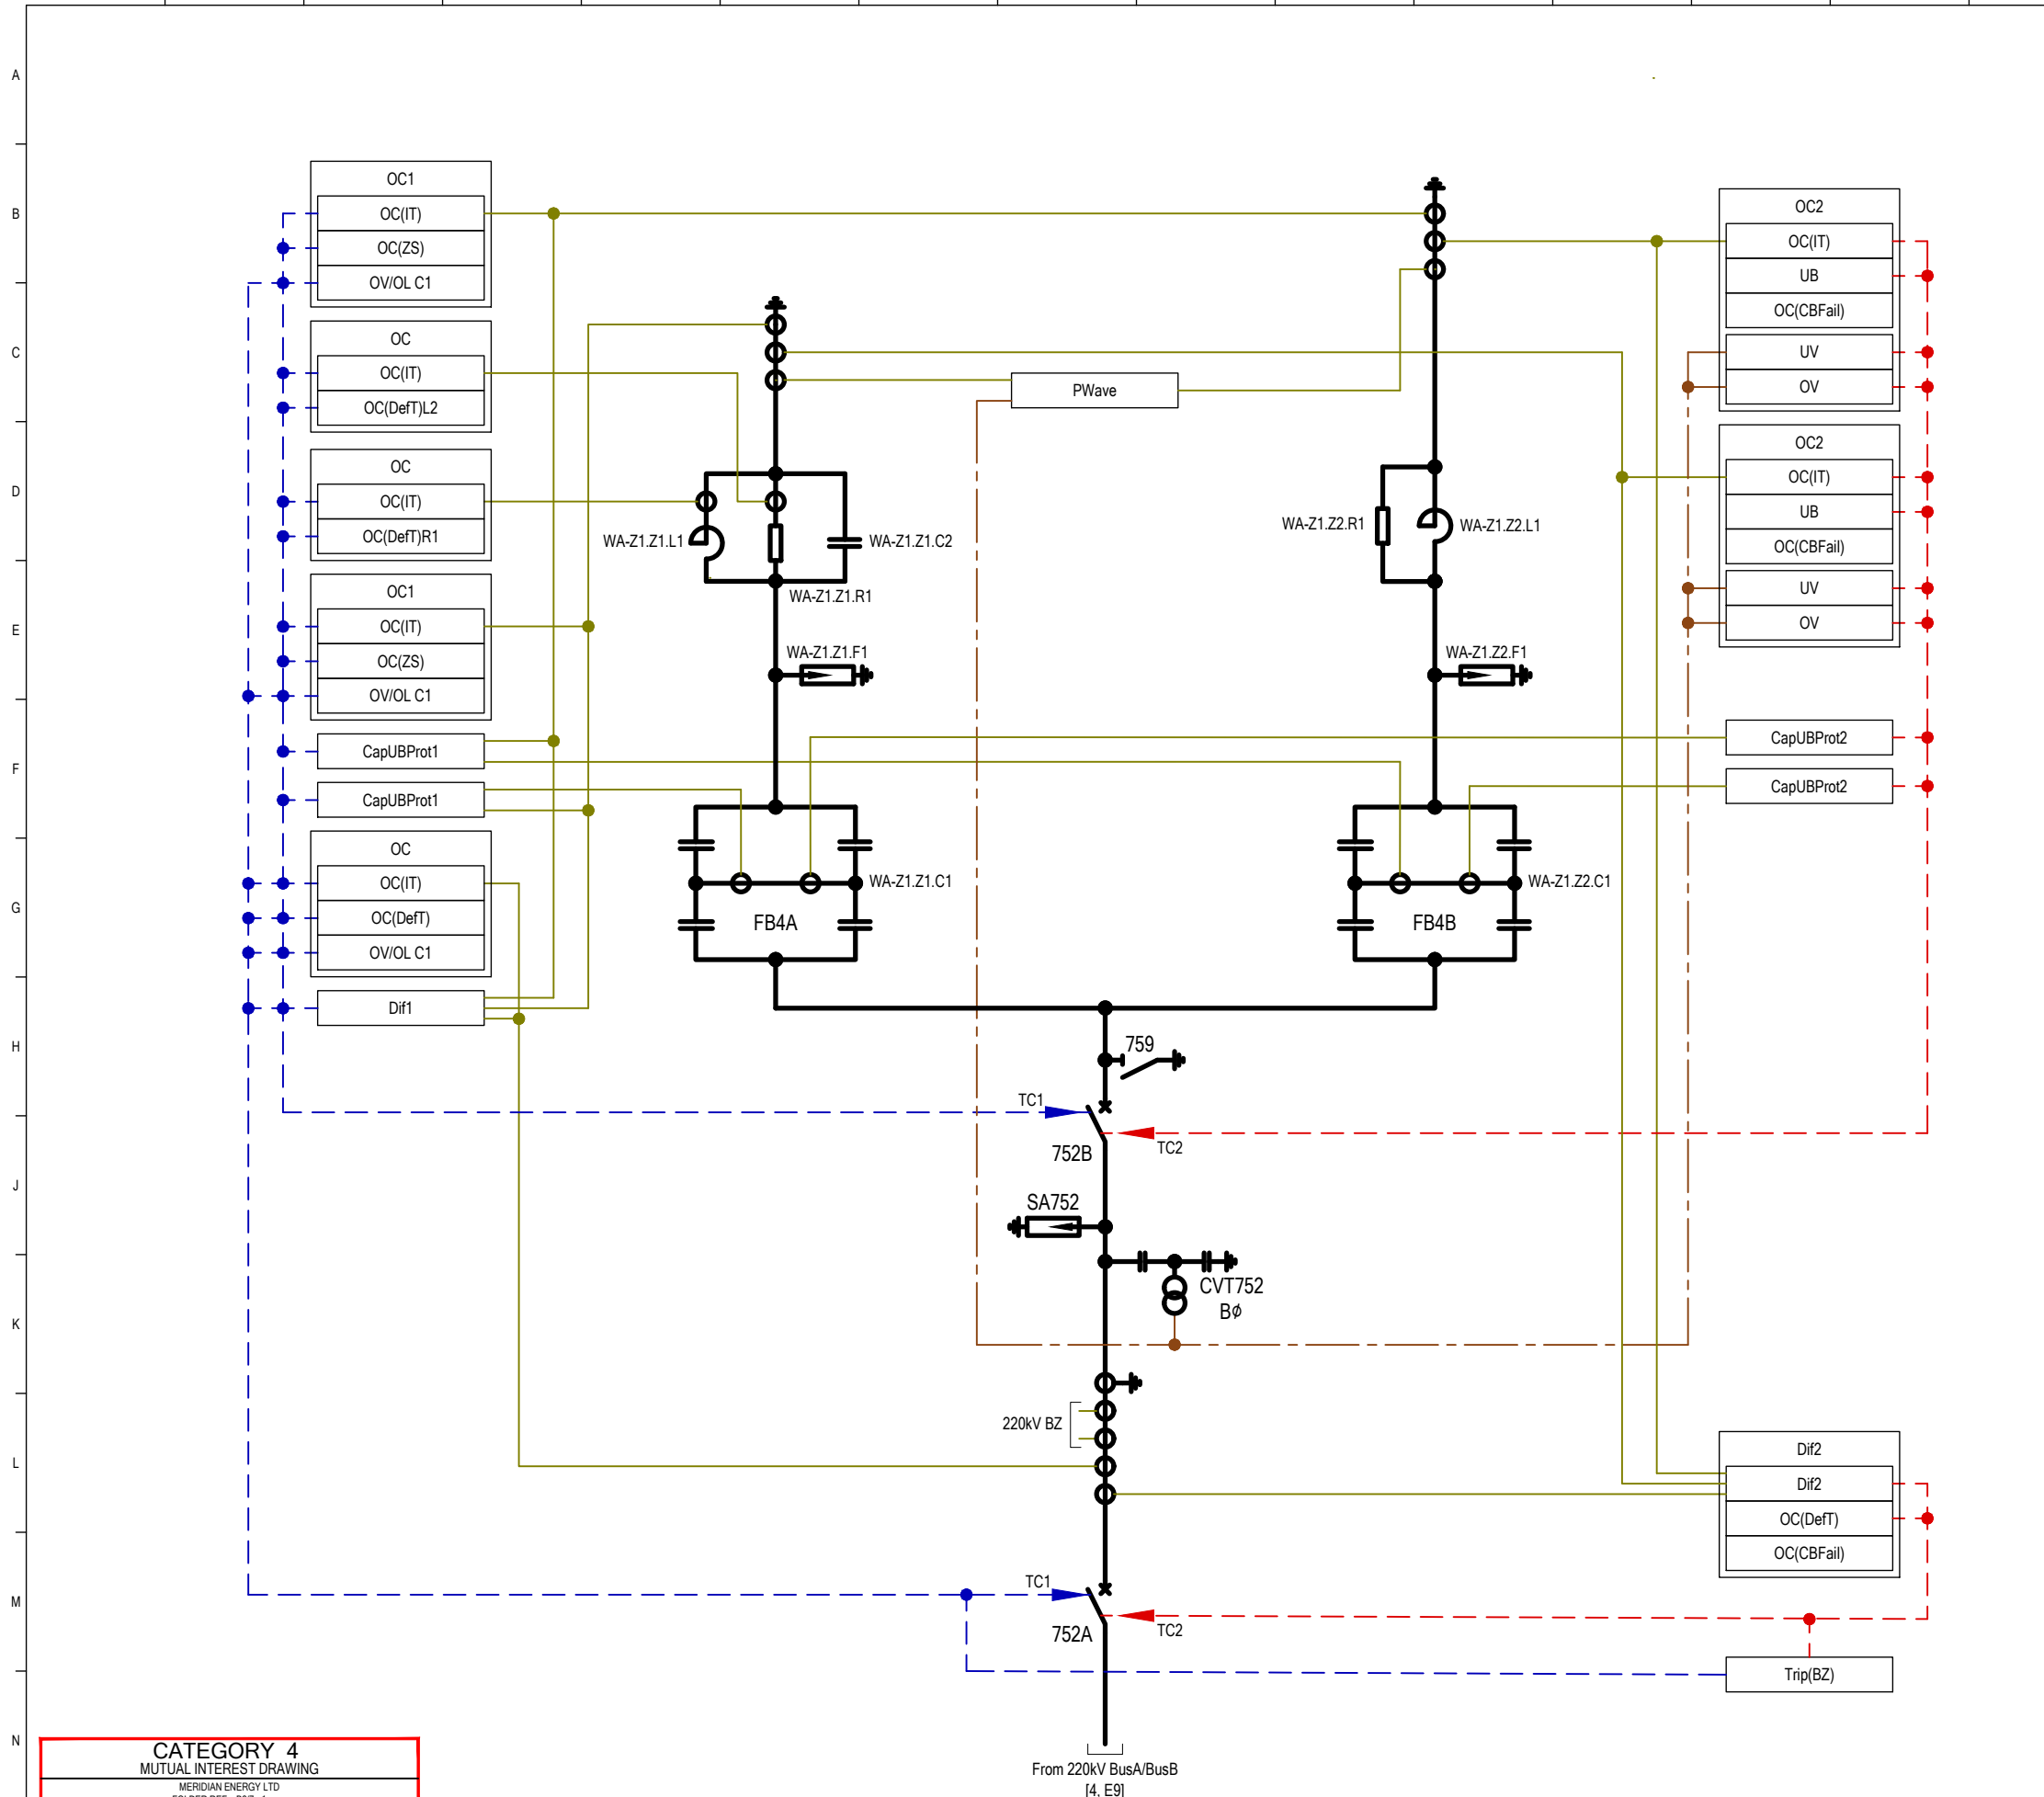 A
B
C
D
E
F
G
H
J
K
L
M
N
OC1
OC(IT)
OC(ZS)
OV/OL C1
OC
OC(IT)
OC(DefT)L2
OC
OC(IT)
OC(DefT)R1
OC1
OC(IT)
OC(ZS)
OV/OL C1
CapUBProt1
CapUBProt1
OC
OC(IT)
OC(DefT)
OV/OL C1
Dif1
PWave
WA-Z1.Z1.L1
WA-Z1.Z1.C2
WA-Z1.Z1.R1
WA-Z1.Z1.F1
WA-Z1.Z1.C1
FB4A
WA-Z1.Z2.R1
WA-Z1.Z2.L1
WA-Z1.Z2.F1
WA-Z1.Z2.C1
FB4B
759
TC1
752B
TC2
SA752
CVT752
BØ
220kV BZ
TC1
752A
TC2
From 220kV BusA/BusB
[4, E9]
OC2
OC(IT)
UB
OC(CBFail)
UV
OV
OC2
OC(IT)
UB
OC(CBFail)
UV
OV
CapUBProt2
CapUBProt2
Dif2
Dif2
OC(DefT)
OC(CBFail)
Trip(BZ)
CATEGORY 4
MUTUAL INTEREST DRAWING
MERIDIAN ENERGY LTD